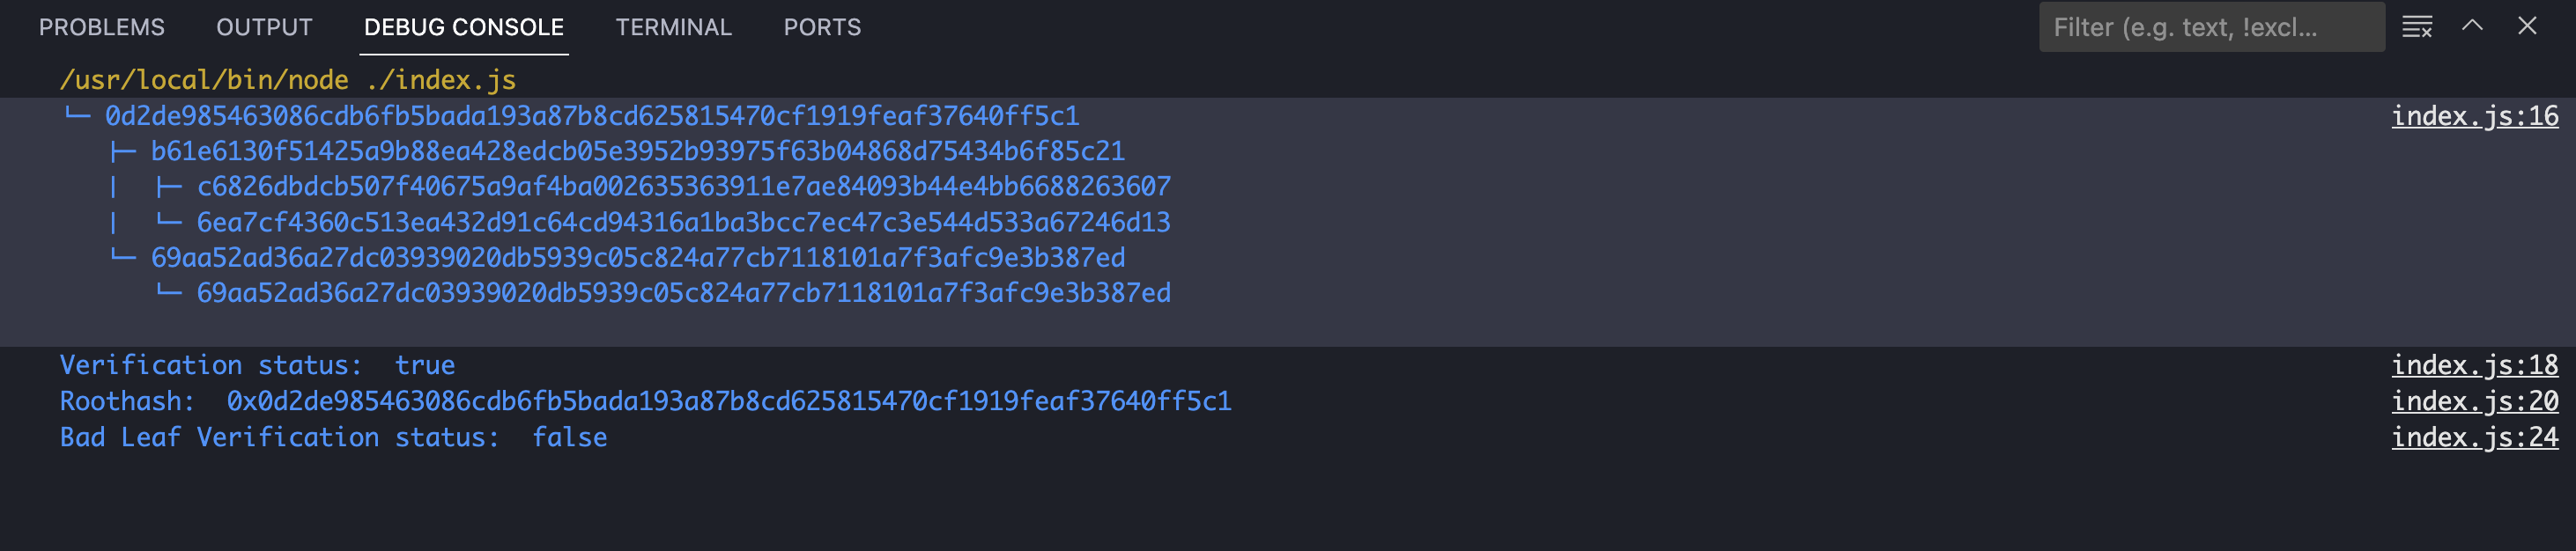 PROBLEMS OUTPUT DEBUG CONSOLE TERMINAL PORTS Filter (e.g. text, !excl...
/usr/local/bin/node ./index.js
└─ 0d2de985463086cdb6fb5bada193a87b8cd625815470cf1919feaf37640ff5c1 index.js:16
├─ b61e6130f51425a9b88ea428edcb05e3952b93975f63b04868d75434b6f85c21
│ ├─ c6826dbdcb507f40675a9af4ba002635363911e7ae84093b44e4bb6688263607
│ └─ 6ea7cf4360c513ea432d91c64cd94316a1ba3bcc7ec47c3e544d533a67246d13
└─ 69aa52ad36a27dc03939020db5939c05c824a77cb7118101a7f3afc9e3b387ed
└─ 69aa52ad36a27dc03939020db5939c05c824a77cb7118101a7f3afc9e3b387ed
Verification status:  true index.js:18
Roothash:  0x0d2de985463086cdb6fb5bada193a87b8cd625815470cf1919feaf37640ff5c1 index.js:20
Bad Leaf Verification status:  false index.js:24